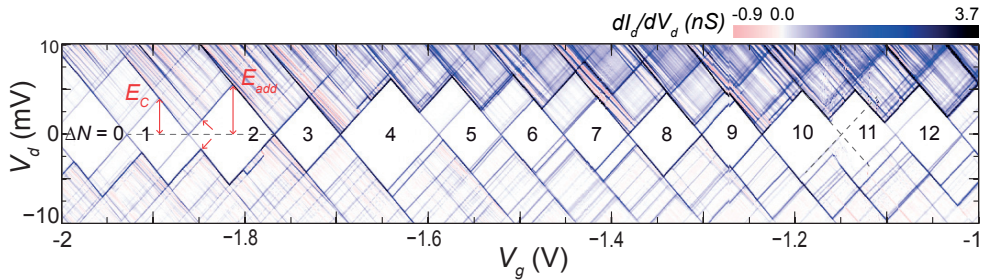 dI_d/dV_d (nS)
-0.9 0.0 3.7
V_d (mV)
10
0
-10
E_C
E_add
ΔN = 0 1 2 3 4 5 6 7 8 9 10 11 12
-2 -1.8 -1.6 -1.4 -1.2 -1
V_g (V)